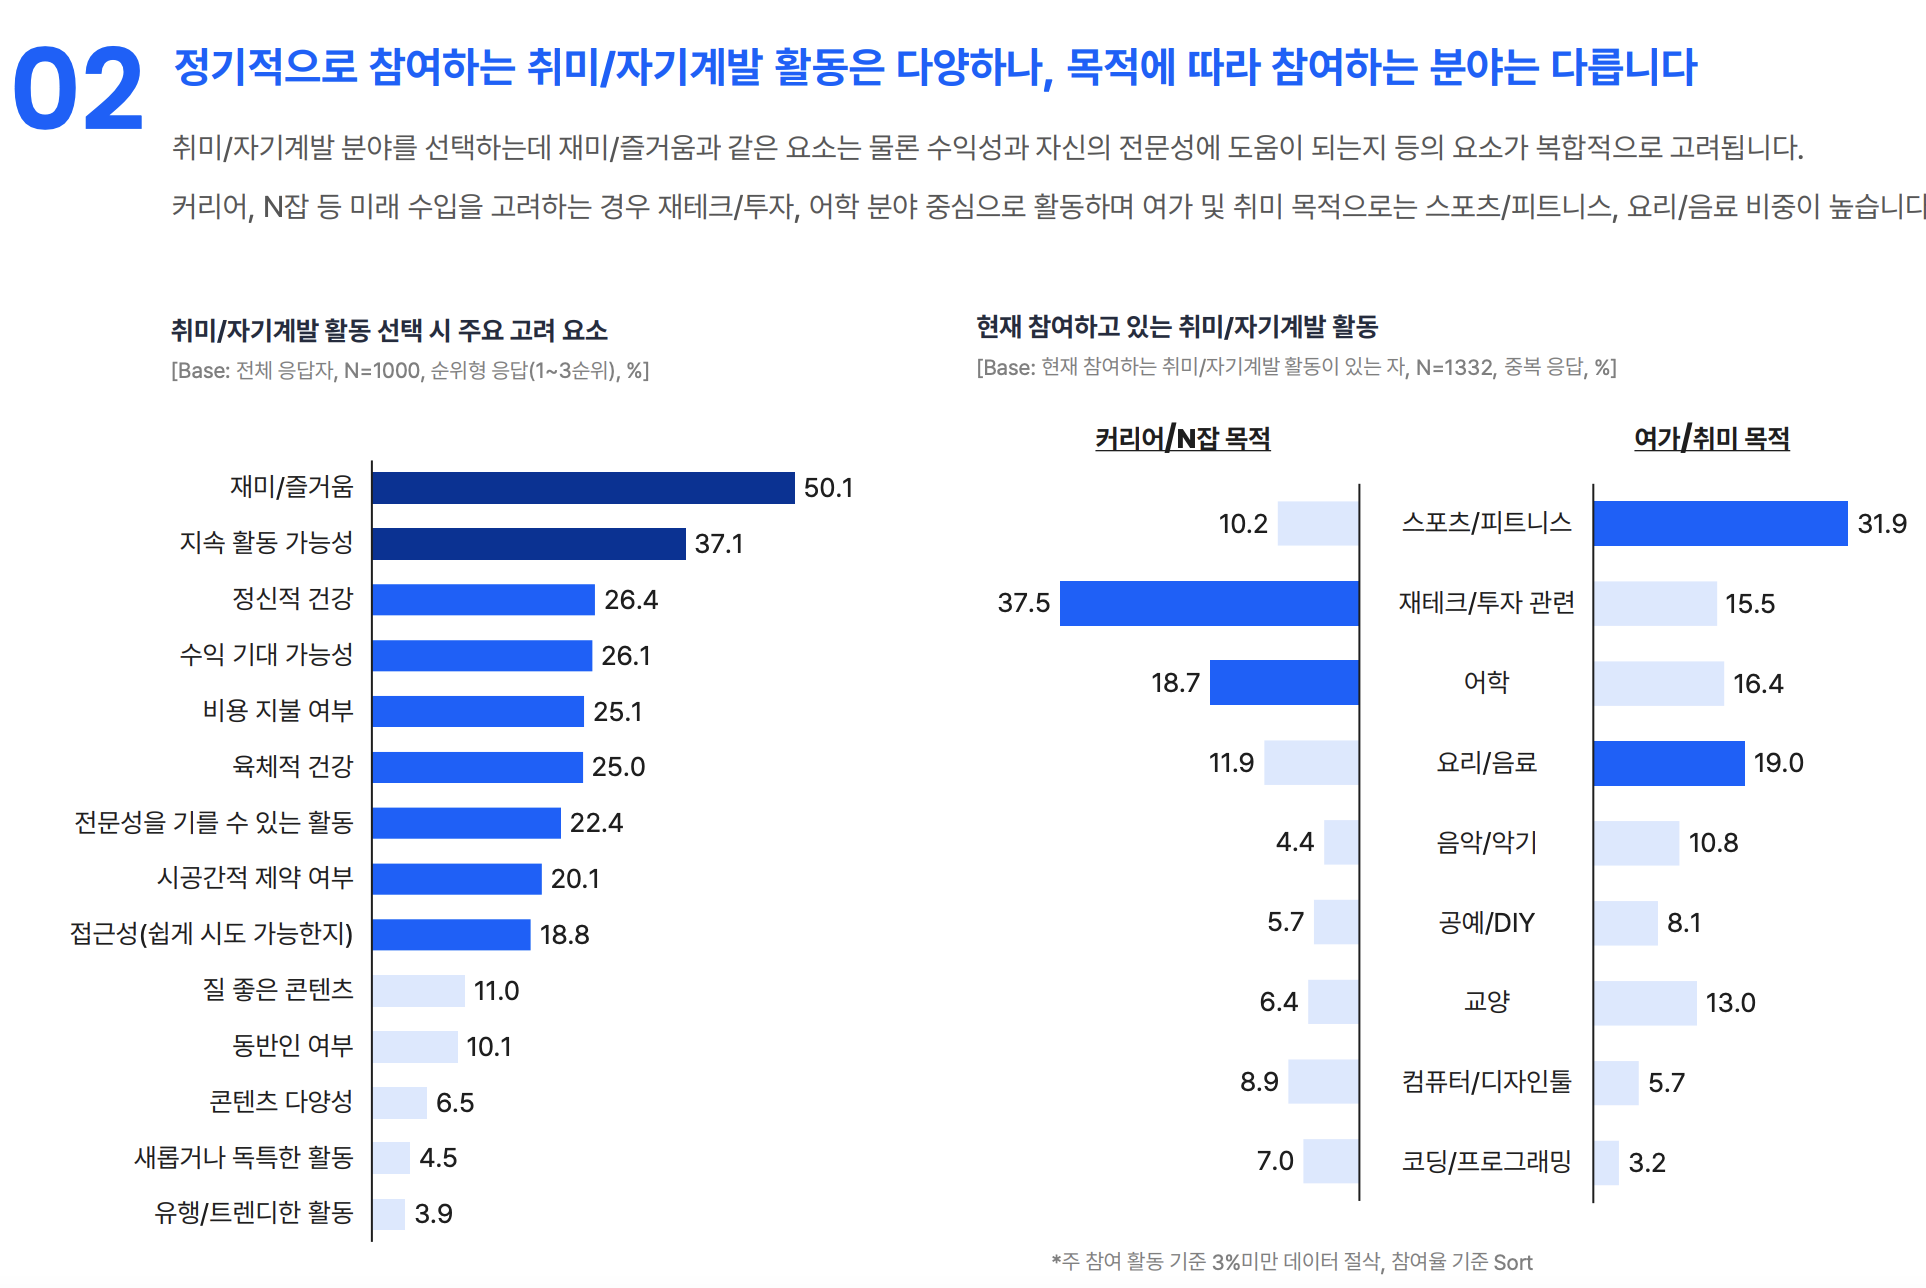 02
정기적으로 참여하는 취미/자기계발 활동은 다양하나, 목적에 따라 참여하는 분야는 다릅니다
취미/자기계발 분야를 선택하는데 재미/즐거움과 같은 요소는 물론 수익성과 자신의 전문성에 도움이 되는지 등의 요소가 복합적으로 고려됩니다.
커리어, N잡 등 미래 수입을 고려하는 경우 재테크/투자, 어학 분야 중심으로 활동하며 여가 및 취미 목적으로는 스포츠/피트니스, 요리/음료 비중이 높습니다
취미/자기계발 활동 선택 시 주요 고려 요소
[Base: 전체 응답자, N=1000, 순위형 응답(1~3순위), %]
재미/즐거움 50.1
지속 활동 가능성 37.1
정신적 건강 26.4
수익 기대 가능성 26.1
비용 지불 여부 25.1
육체적 건강 25.0
전문성을 기를 수 있는 활동 22.4
시공간적 제약 여부 20.1
접근성(쉽게 시도 가능한지) 18.8
질 좋은 콘텐츠 11.0
동반인 여부 10.1
콘텐츠 다양성 6.5
새롭거나 독특한 활동 4.5
유행/트렌디한 활동 3.9
현재 참여하고 있는 취미/자기계발 활동
[Base: 현재 참여하는 취미/자기계발 활동이 있는 자, N=1332, 중복 응답, %]
커리어/N잡 목적 여가/취미 목적
10.2 스포츠/피트니스 31.9
37.5 재테크/투자 관련 15.5
18.7 어학 16.4
11.9 요리/음료 19.0
4.4 음악/악기 10.8
5.7 공예/DIY 8.1
6.4 교양 13.0
8.9 컴퓨터/디자인툴 5.7
7.0 코딩/프로그래밍 3.2
*주 참여 활동 기준 3%미만 데이터 절삭, 참여율 기준 Sort